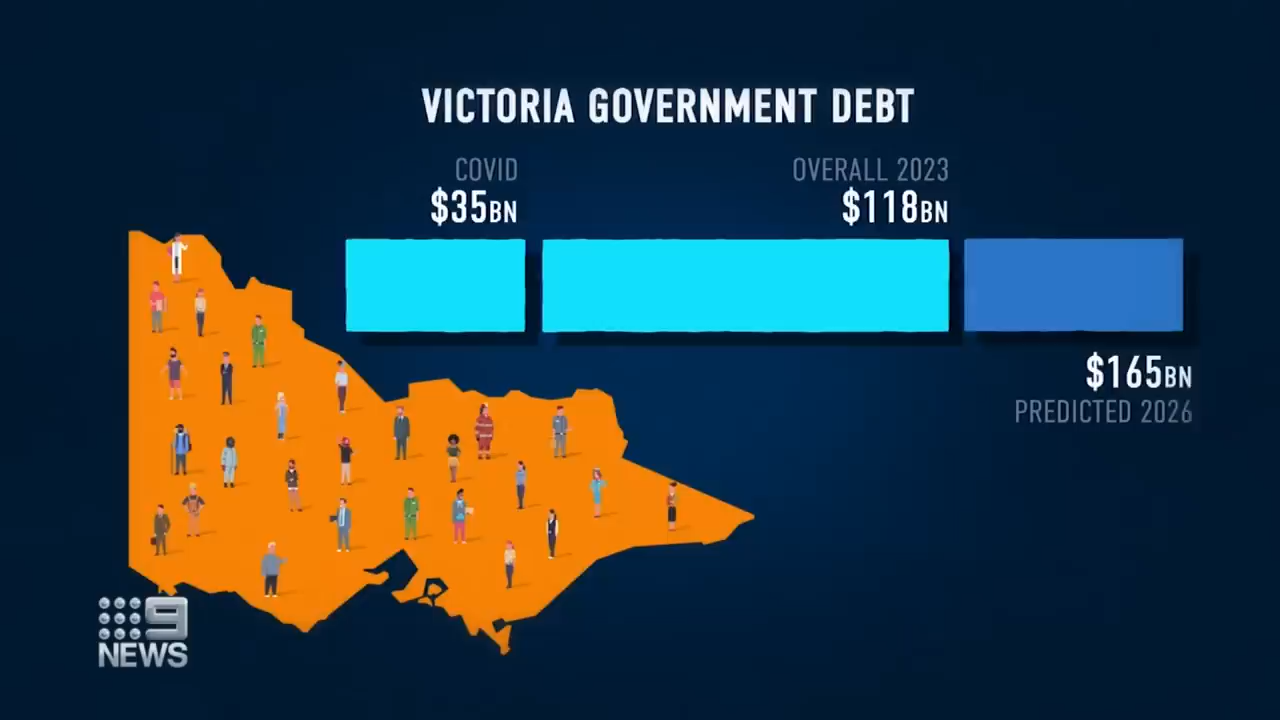 VICTORIA GOVERNMENT DEBT
COVID
$35BN
OVERALL 2023
$118BN
$165BN
PREDICTED 2026
9
NEWS